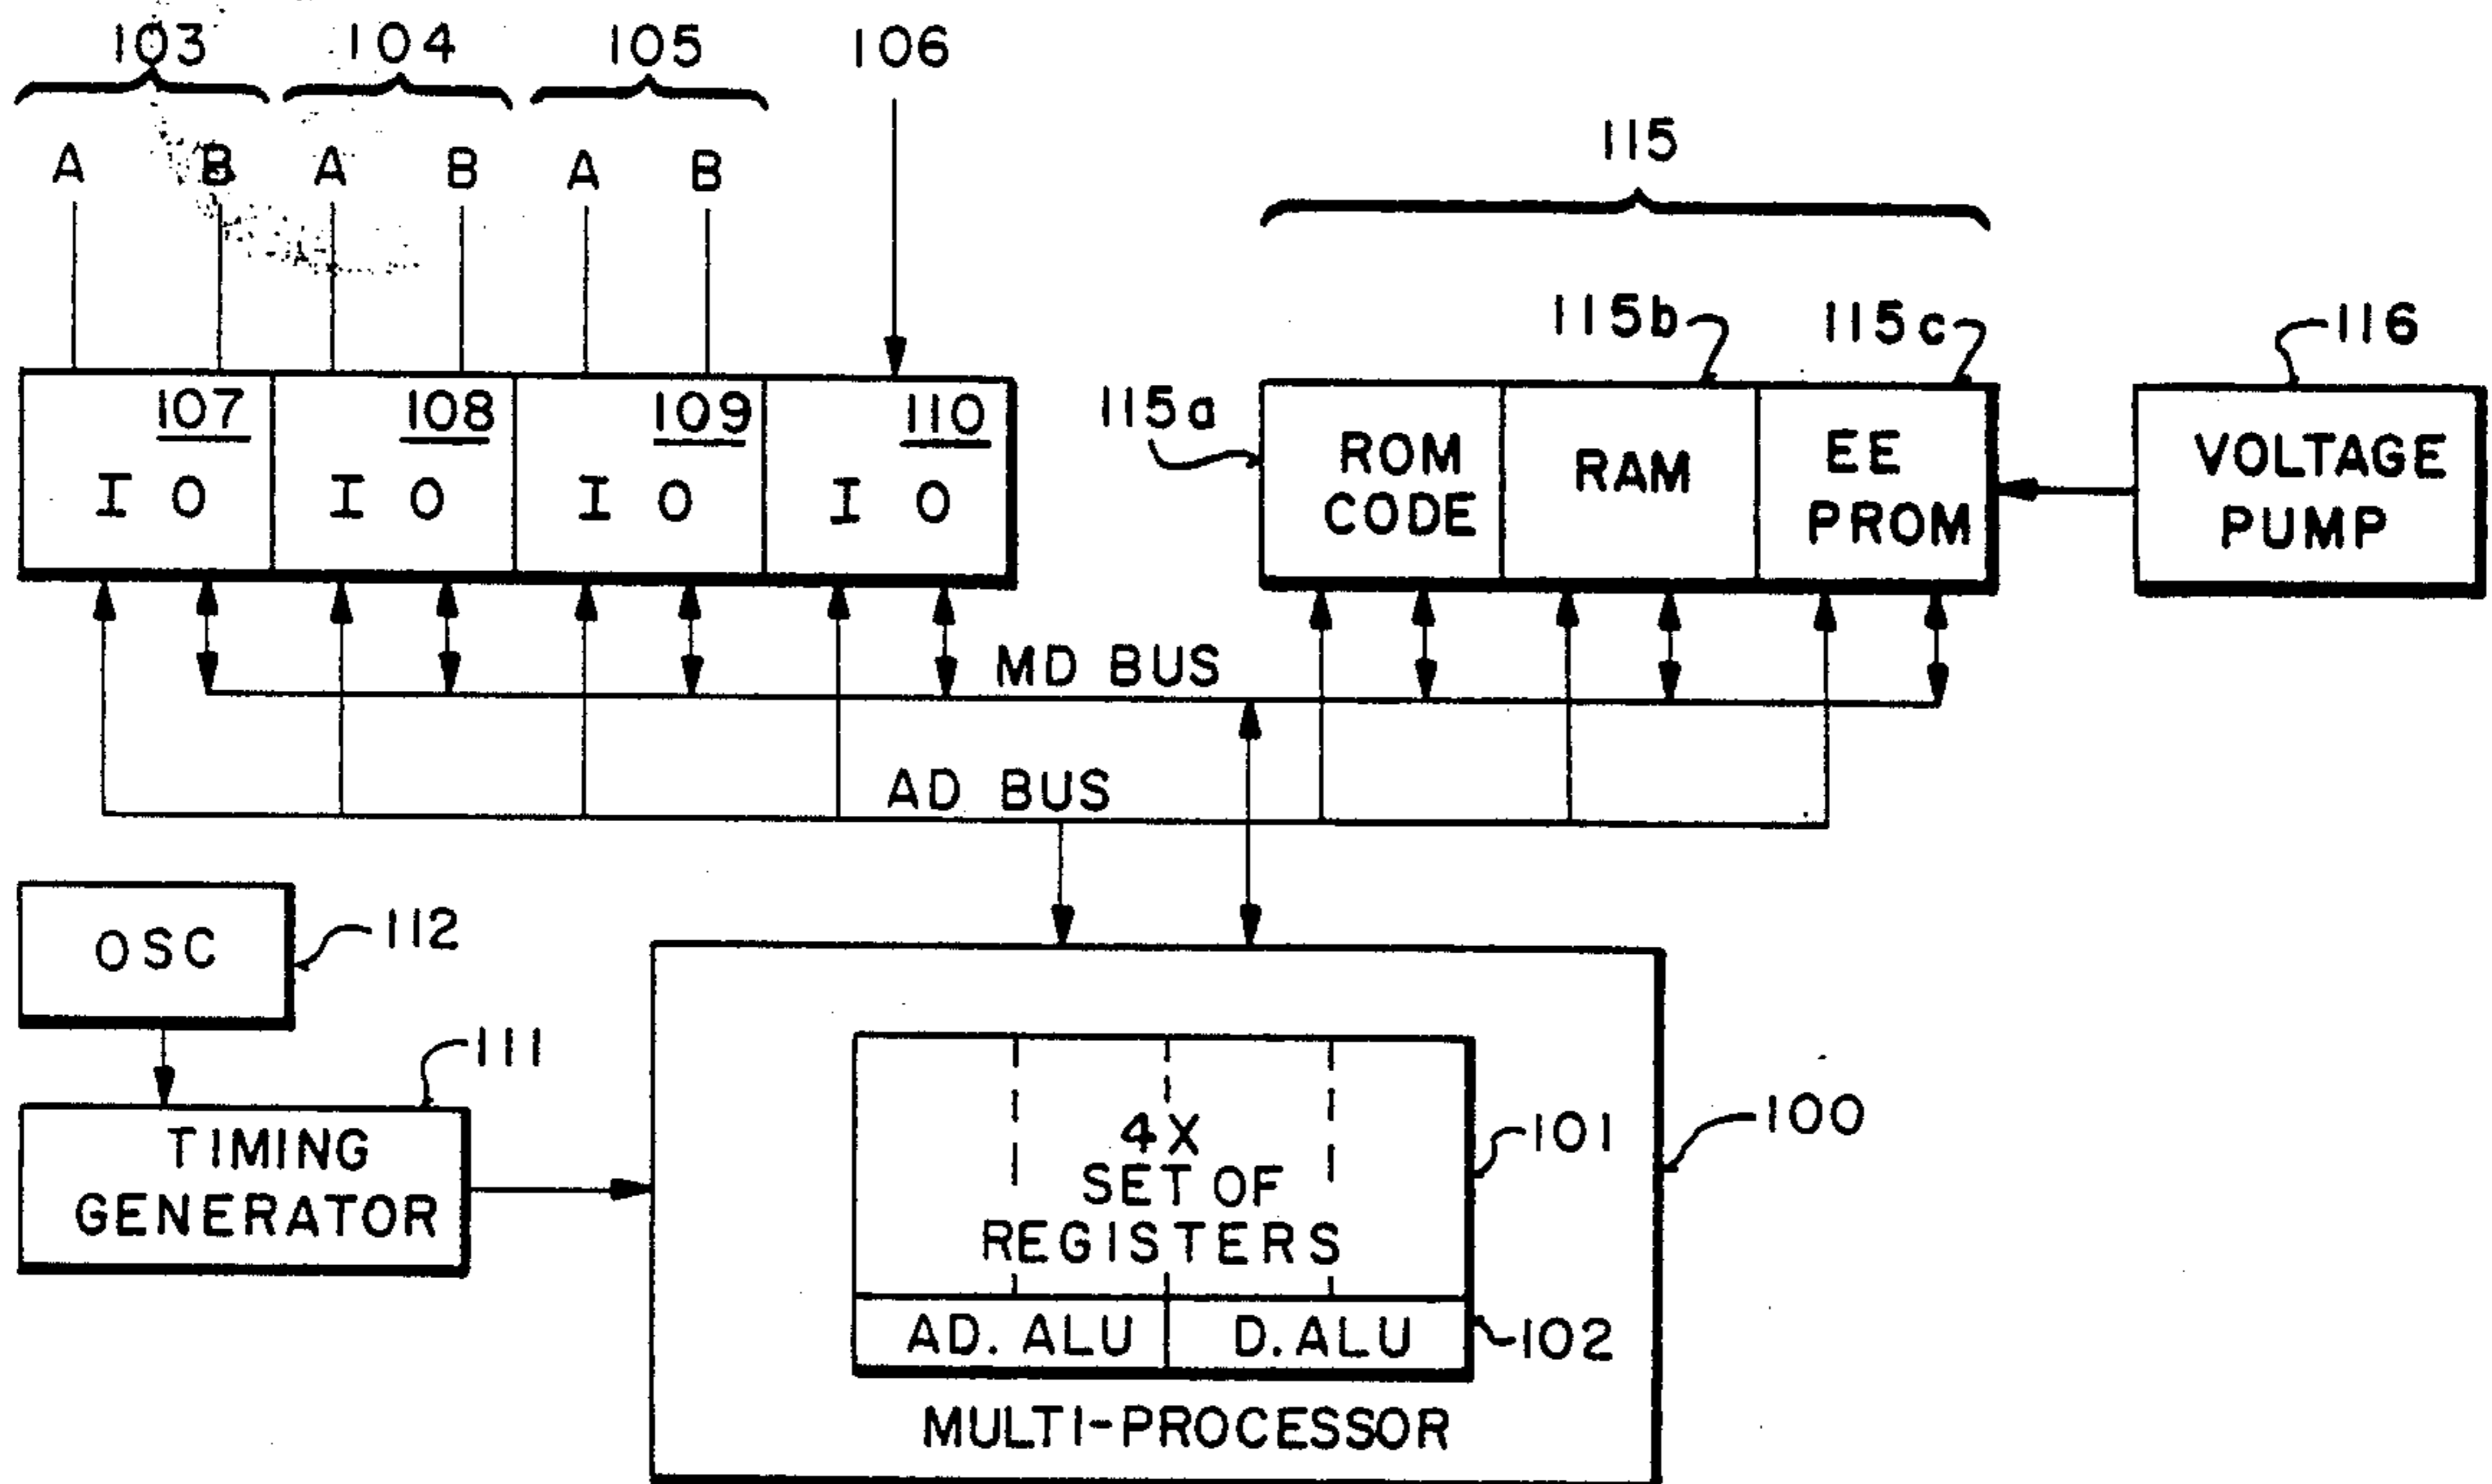 103 104 105 106
A B A B A B
115
115b 115c 116
115a
107 108 109 110
I O I O I O I O
ROM
CODE
RAM
EE
PROM
VOLTAGE
PUMP
MD BUS
AD BUS
OSC
112
111
TIMING
GENERATOR
4X
SET OF
REGISTERS
101
100
AD. ALU D. ALU
102
MULTI-PROCESSOR